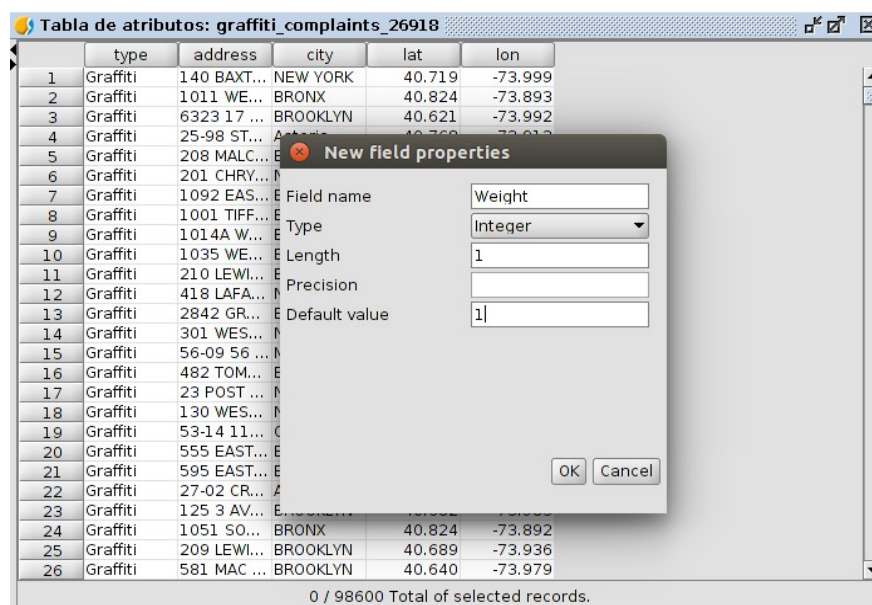 Tabla de atributos: graffiti_complaints_26918
type address city lat lon
1 Graffiti 140 BAXT... NEW YORK 40.719 -73.999
2 Graffiti 1011 WE... BRONX 40.824 -73.893
3 Graffiti 6323 17 ... BROOKLYN 40.621 -73.992
4 Graffiti 25-98 ST...
5 Graffiti 208 MALC...
6 Graffiti 201 CHRY...
7 Graffiti 1092 EAS...
8 Graffiti 1001 TIFF...
9 Graffiti 1014A W...
10 Graffiti 1035 WE...
11 Graffiti 210 LEWI...
12 Graffiti 418 LAFA...
13 Graffiti 2842 GR...
14 Graffiti 301 WES...
15 Graffiti 56-09 56 ...
16 Graffiti 482 TOM...
17 Graffiti 23 POST ...
18 Graffiti 130 WES...
19 Graffiti 53-14 11...
20 Graffiti 555 EAST...
21 Graffiti 595 EAST...
22 Graffiti 27-02 CR...
23 Graffiti 125 3 AV...
24 Graffiti 1051 SO... BRONX 40.824 -73.892
25 Graffiti 209 LEWI... BROOKLYN 40.689 -73.936
26 Graffiti 581 MAC ... BROOKLYN 40.640 -73.979
New field properties
Field name Weight
Type Integer
Length 1
Precision
Default value 1
OK Cancel
0 / 98600 Total of selected records.